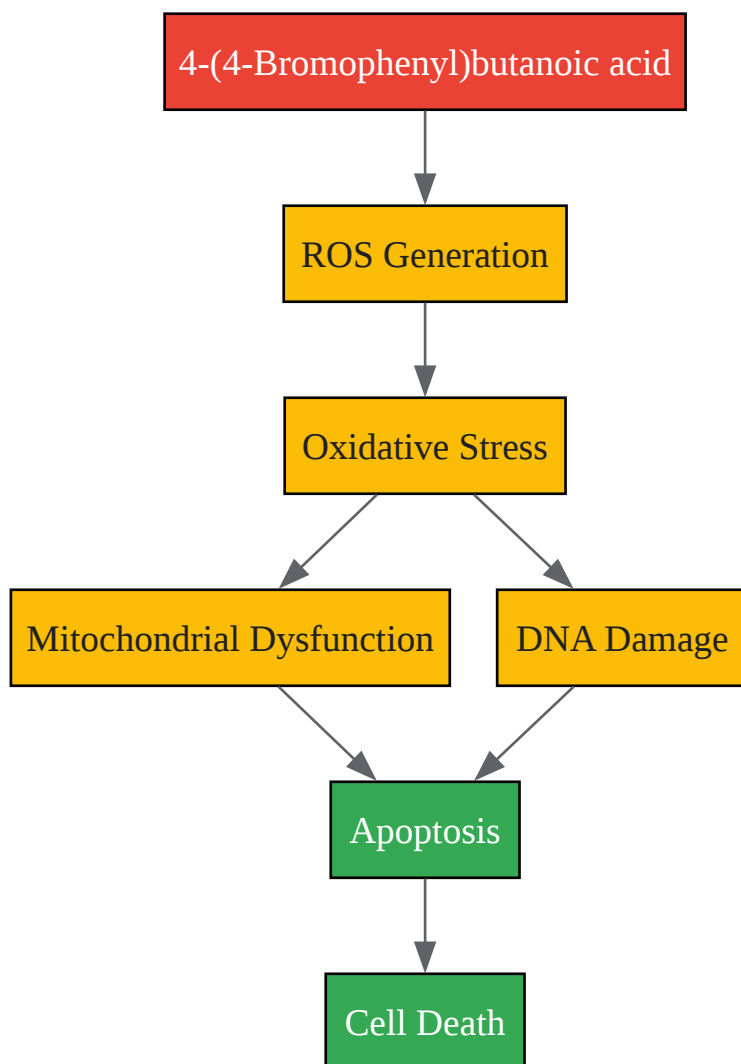 4-(4-Bromophenyl)butanoic acid
ROS Generation
Oxidative Stress
Mitochondrial Dysfunction
DNA Damage
Apoptosis
Cell Death